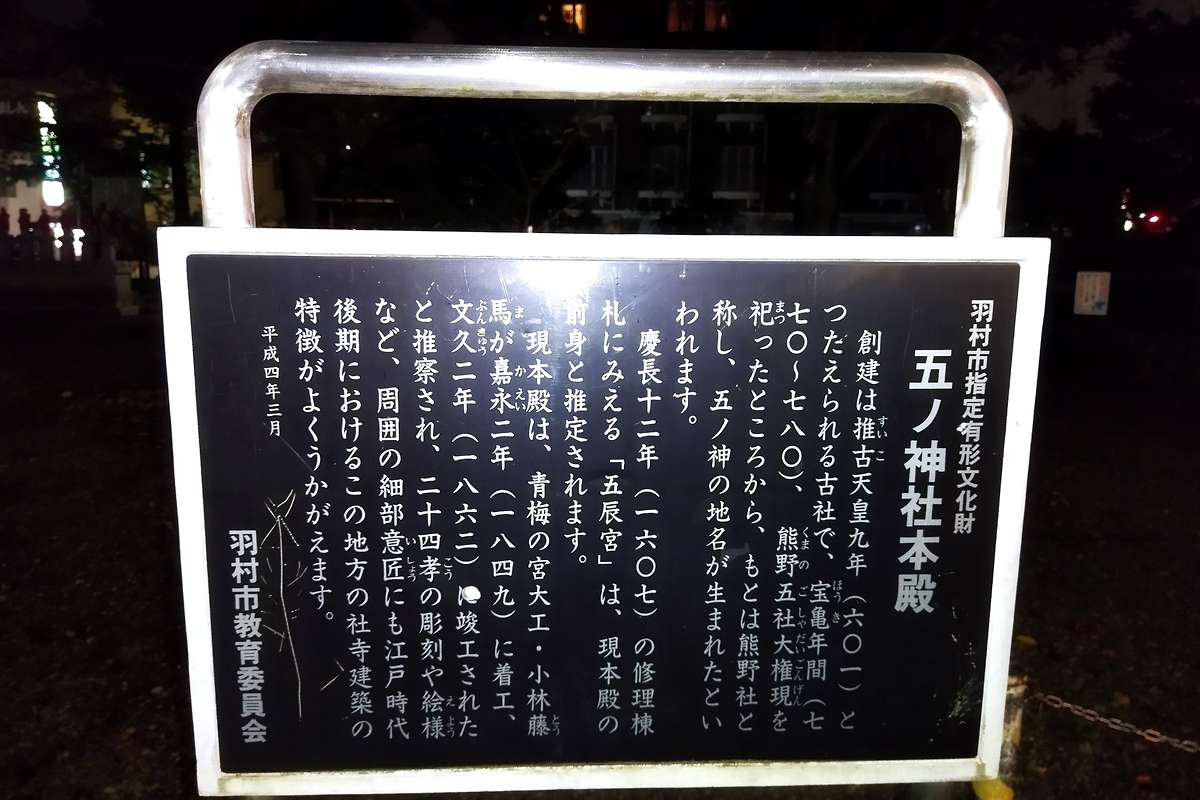 羽村市指定有形文化財
五ノ神社本殿
創建は推古天皇九年（六〇一）と
つたえられる古社で、宝亀年間（七
七〇～七八〇）、熊野五社大権現を
祀ったところから、もとは熊野社と
称し、五ノ神の地名が生まれたとい
われます。
慶長十二年（一六〇七）の修理棟
札にみえる「五辰宮」は、現本殿の
前身と推定されます。
現本殿は、青梅の宮大工・小林藤
馬が嘉永二年（一八四九）に着工、
文久二年（一八六二）に竣工された
と推察され、二十四孝の彫刻や絵様
など、周囲の細部意匠にも江戸時代
後期におけるこの地方の社寺建築の
特徴がよくうかがえます。
平成四年三月
羽村市教育委員会